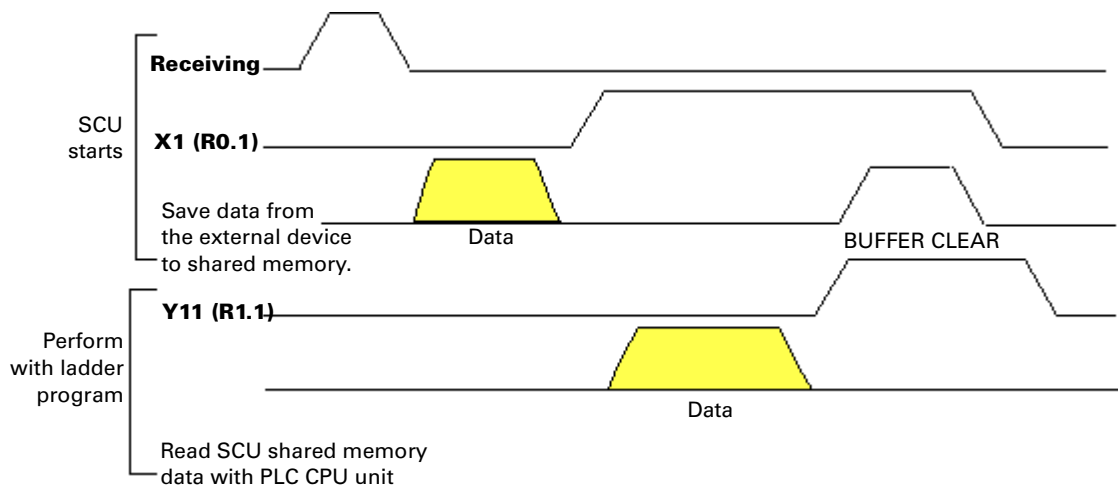 Receiving
SCU
starts
X1 (R0.1)
Save data from
the external device
to shared memory.
Data
BUFFER CLEAR
Y11 (R1.1)
Perform
with ladder
program
Data
Read SCU shared memory
data with PLC CPU unit